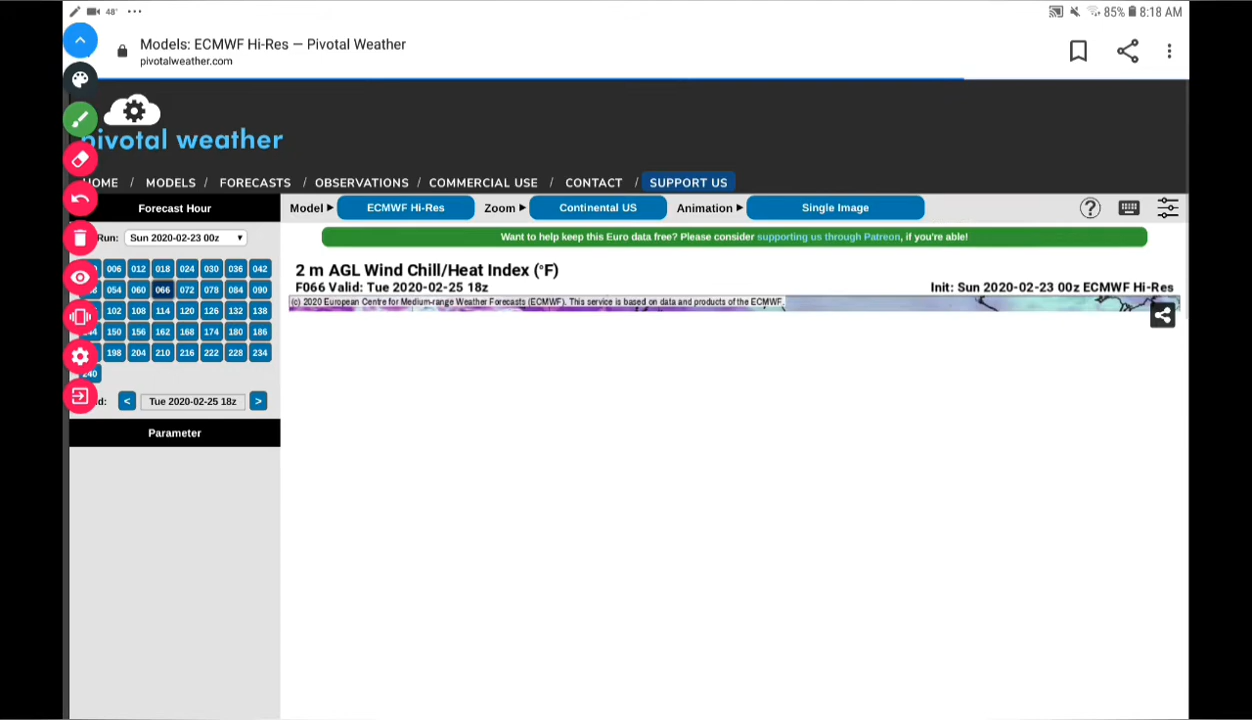 48°
85% 8:18 AM
Models: ECMWF Hi-Res — Pivotal Weather
pivotalweather.com
pivotal weather
HOME / MODELS / FORECASTS / OBSERVATIONS / COMMERCIAL USE / CONTACT / SUPPORT US
Forecast Hour
Model ▶ ECMWF Hi-Res Zoom ▶ Continental US Animation ▶ Single Image
Run: Sun 2020-02-23 00z
Want to help keep this Euro data free? Please consider supporting us through Patreon, if you're able!
006 012 018 024 030 036 042
054 060 066 072 078 084 090
102 108 114 120 126 132 138
150 156 162 168 174 180 186
198 204 210 216 222 228 234
240
2 m AGL Wind Chill/Heat Index (°F)
F066 Valid: Tue 2020-02-25 18z
Init: Sun 2020-02-23 00z ECMWF Hi-Res
(c) 2020 European Centre for Medium-range Weather Forecasts (ECMWF). This service is based on data and products of the ECMWF.
< Tue 2020-02-25 18z >
Parameter